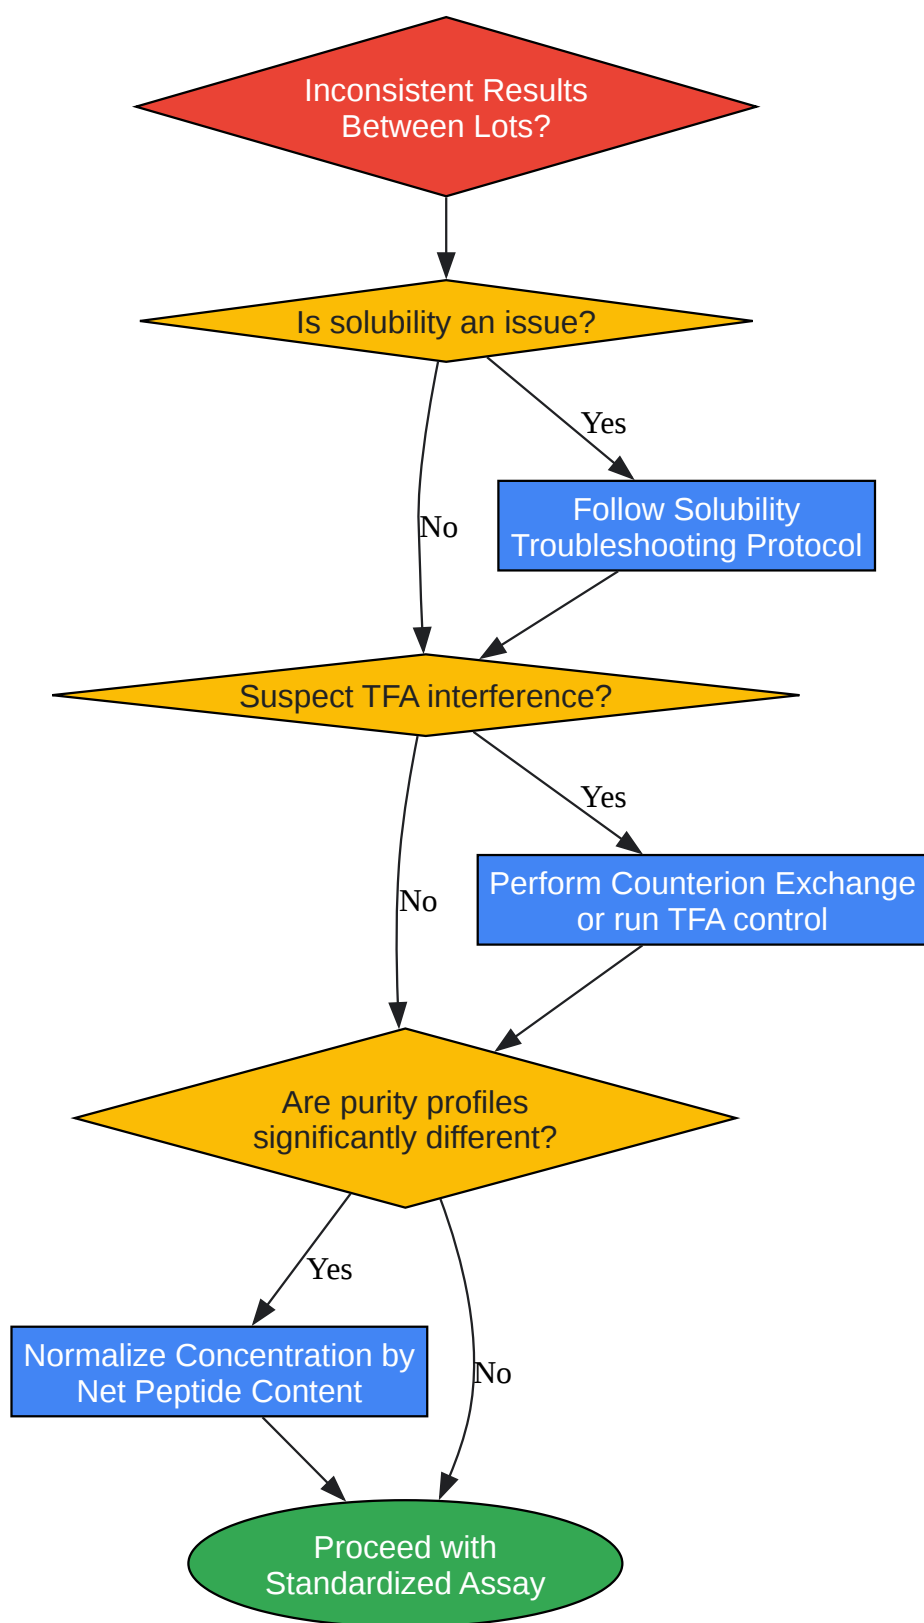 Inconsistent Results
Between Lots?
Is solubility an issue?
Yes
Follow Solubility
Troubleshooting Protocol
No
Suspect TFA interference?
Yes
Perform Counterion Exchange
or run TFA control
No
Are purity profiles
significantly different?
Yes
Normalize Concentration by
Net Peptide Content
No
Proceed with
Standardized Assay